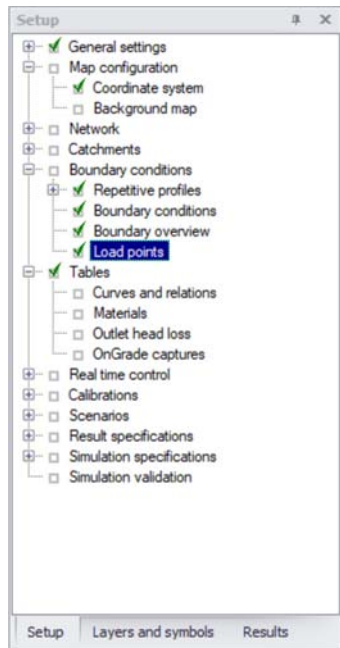 Setup
General settings
Map configuration
Coordinate system
Background map
Network
Catchments
Boundary conditions
Repetitive profiles
Boundary conditions
Boundary overview
Load points
Tables
Curves and relations
Materials
Outlet head loss
OnGrade captures
Real time control
Calibrations
Scenarios
Result specifications
Simulation specifications
Simulation validation
Setup Layers and symbols Results